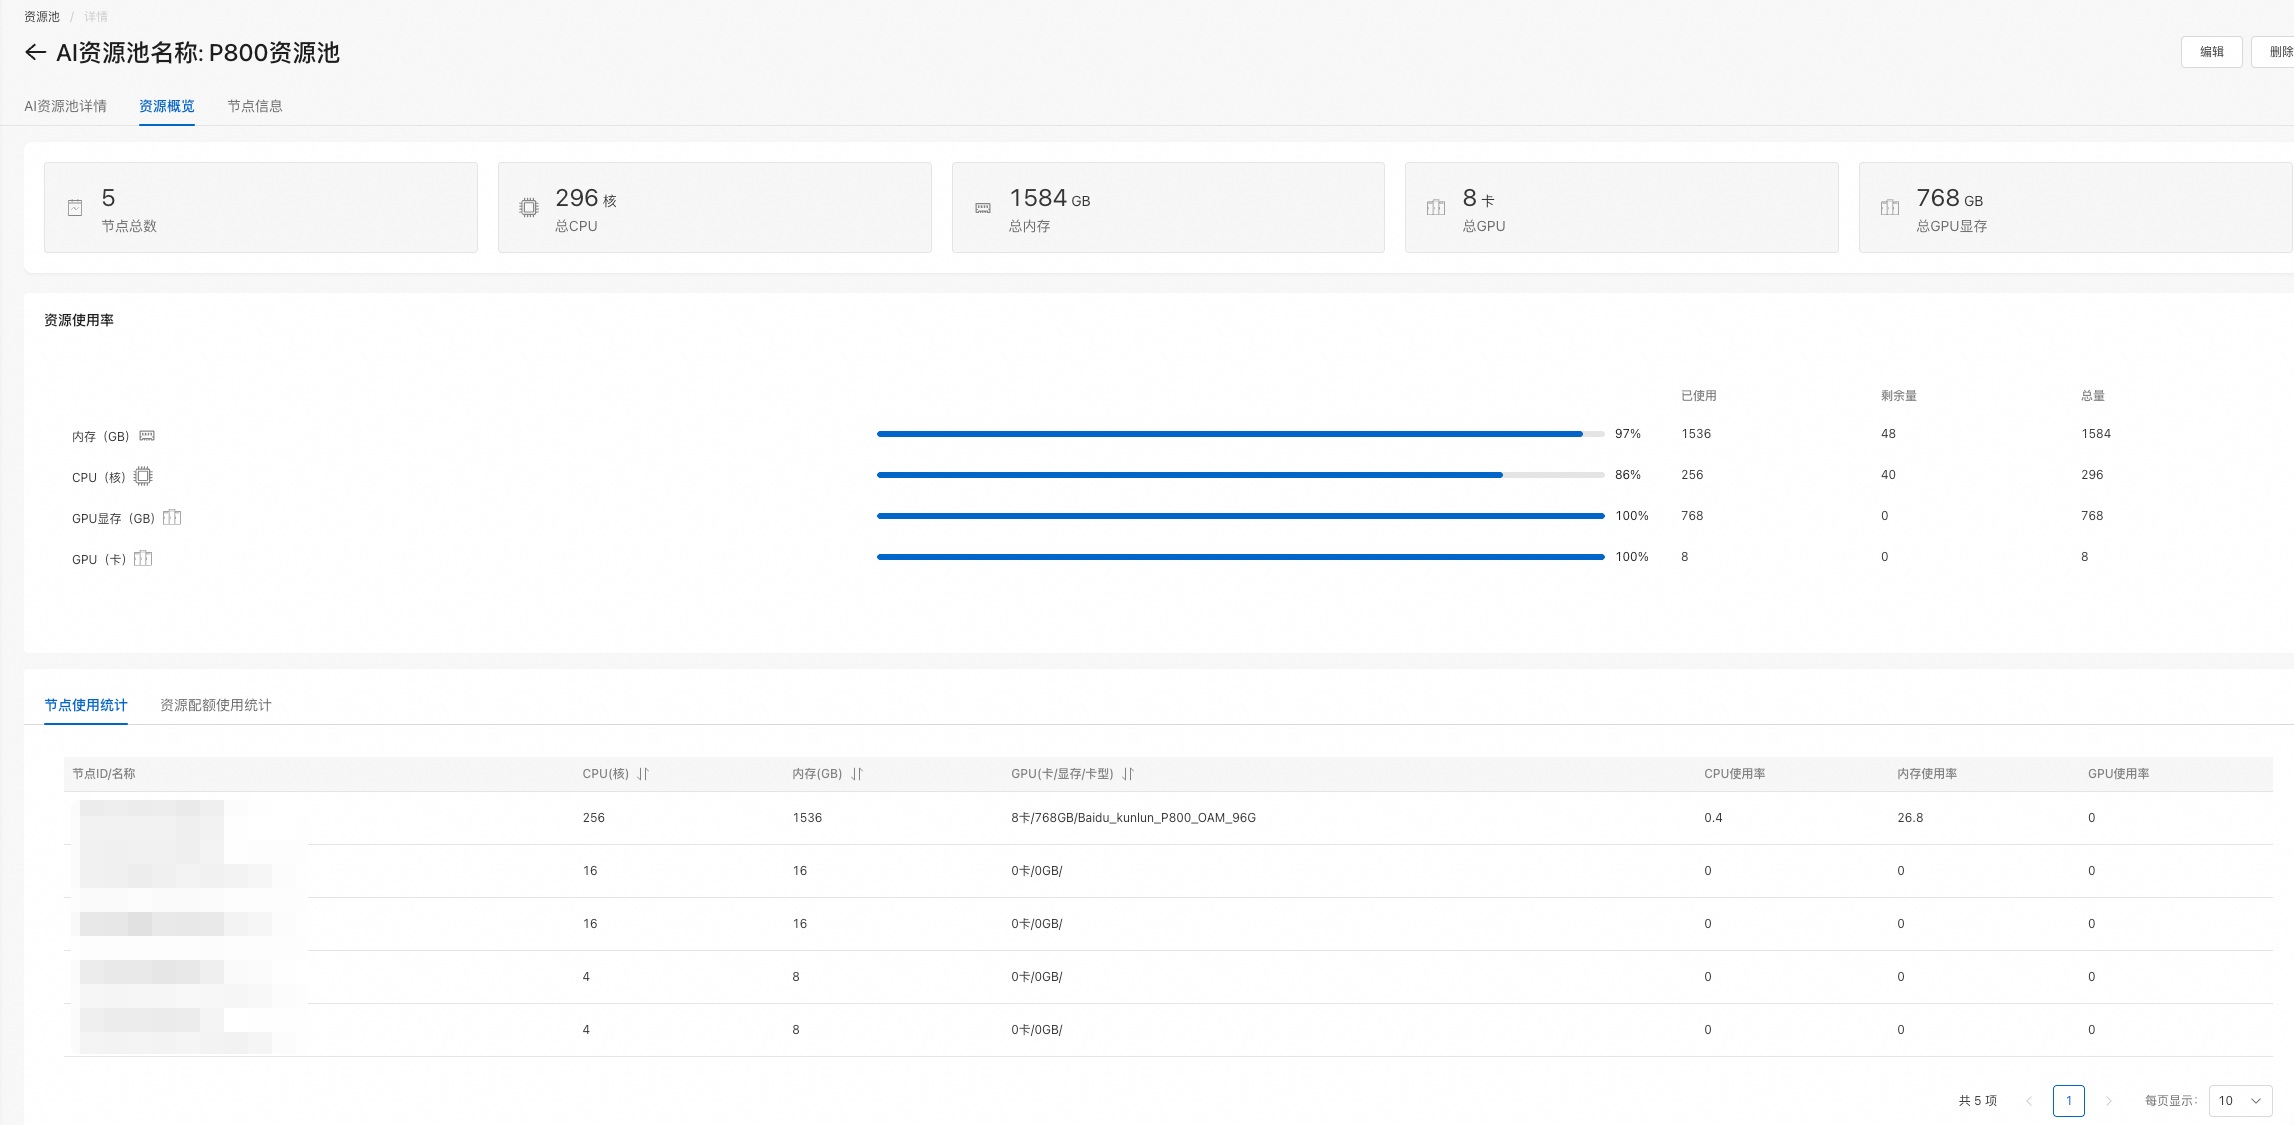 资源池 / 详情
AI资源池名称: P800资源池
编辑
删除
AI资源池详情 资源概览 节点信息
5
节点总数
296 核
总CPU
1584 GB
总内存
8 卡
总GPU
768 GB
总GPU显存
资源使用率
已使用 剩余量 总量
内存（GB） 97% 1536 48 1584
CPU（核） 86% 256 40 296
GPU显存（GB） 100% 768 0 768
GPU（卡） 100% 8 0 8
节点使用统计 资源配额使用统计
节点ID/名称 CPU(核) 内存(GB) GPU(卡/显存/卡型) CPU使用率 内存使用率 GPU使用率
256 1536 8卡/768GB/Baidu_kunlun_P800_OAM_96G 0.4 26.8 0
16 16 0卡/0GB/ 0 0 0
16 16 0卡/0GB/ 0 0 0
4 8 0卡/0GB/ 0 0 0
4 8 0卡/0GB/ 0 0 0
共 5 项 1 每页显示: 10